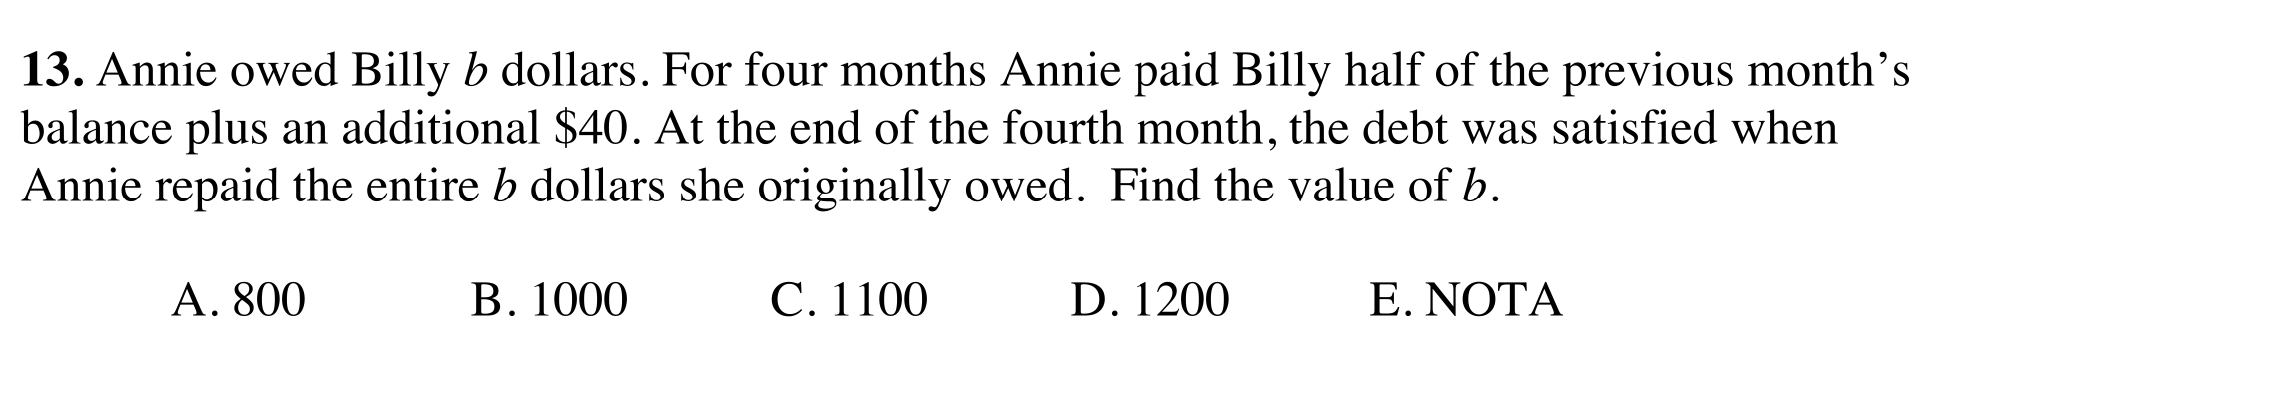 13. Annie owed Billy b dollars. For four months Annie paid Billy half of the previous month’s
balance plus an additional $40. At the end of the fourth month, the debt was satisfied when
Annie repaid the entire b dollars she originally owed. Find the value of b.
A. 800 B. 1000 C. 1100 D. 1200 E. NOTA